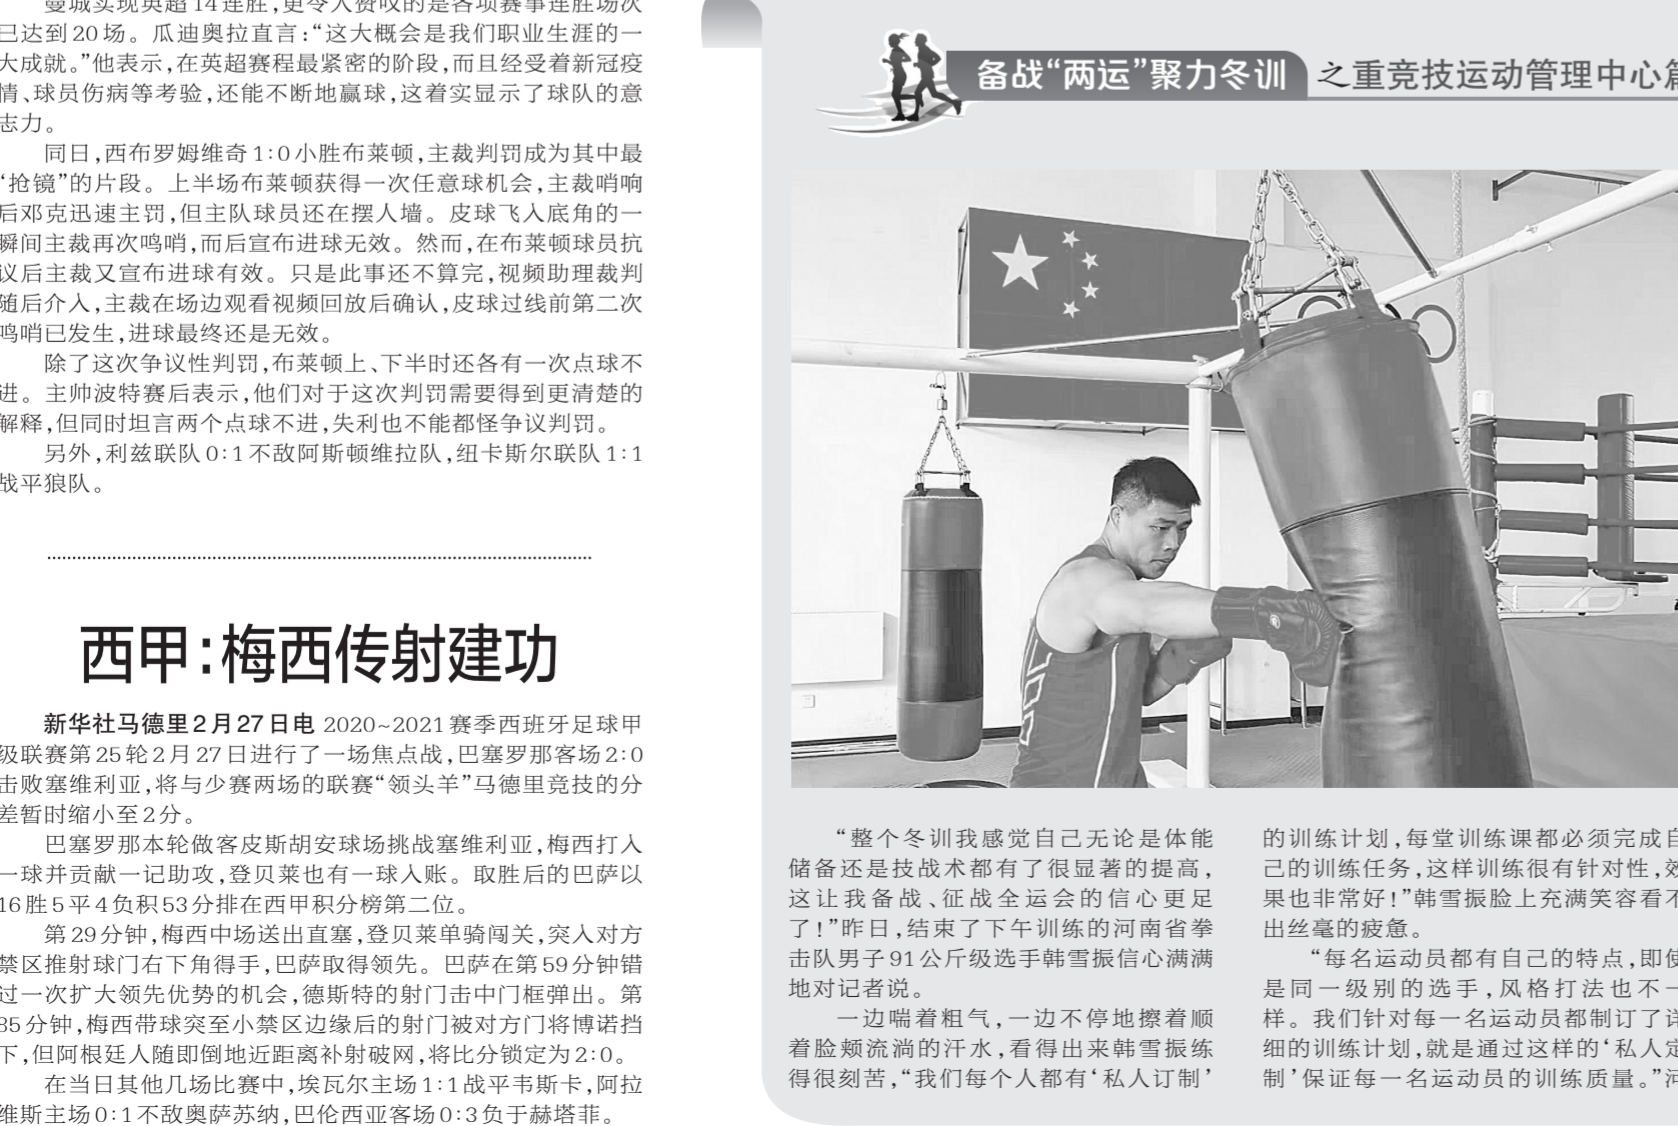 曼城实现英超14连胜,更令人赞叹的是各项赛事连胜场次
已达到20场。瓜迪奥拉直言:“这大概会是我们职业生涯的一
大成就。”他表示,在英超赛程最紧密的阶段,而且经受着新冠疫
情、球员伤病等考验,还能不断地赢球,这着实显示了球队的意
志力。
同日,西布罗姆维奇1:0小胜布莱顿,主裁判罚成为其中最
“抢镜”的片段。上半场布莱顿获得一次任意球机会,主裁哨响
后邓克迅速主罚,但主队球员还在摆人墙。皮球飞入底角的一
瞬间主裁再次鸣哨,而后宣布进球无效。然而,在布莱顿球员抗
议后主裁又宣布进球有效。只是此事还不算完,视频助理裁判
随后介入,主裁在场边观看视频回放后确认,皮球过线前第二次
鸣哨已发生,进球最终还是无效。
除了这次争议性判罚,布莱顿上、下半时还各有一次点球不
进。主帅波特赛后表示,他们对于这次判罚需要得到更清楚的
解释,但同时坦言两个点球不进,失利也不能都怪争议判罚。
另外,利兹联队0:1不敌阿斯顿维拉队,纽卡斯尔联队1:1
战平狼队。
西甲:梅西传射建功
新华社马德里2月27日电 2020~2021赛季西班牙足球甲
级联赛第25轮2月27日进行了一场焦点战,巴塞罗那客场2:0
击败塞维利亚,将与少赛两场的联赛“领头羊”马德里竞技的分
差暂时缩小至2分。
巴塞罗那本轮做客皮斯胡安球场挑战塞维利亚,梅西打入
一球并贡献一记助攻,登贝莱也有一球入账。取胜后的巴萨以
16胜5平4负积53分排在西甲积分榜第二位。
第29分钟,梅西中场送出直塞,登贝莱单骑闯关,突入对方
禁区推射球门右下角得手,巴萨取得领先。巴萨在第59分钟错
过一次扩大领先优势的机会,德斯特的射门击中门框弹出。第
85分钟,梅西带球突至小禁区边缘后的射门被对方门将博诺挡
下,但阿根廷人随即倒地近距离补射破网,将比分锁定为2:0。
在当日其他几场比赛中,埃瓦尔主场1:1战平韦斯卡,阿拉
维斯主场0:1不敌奥萨苏纳,巴伦西亚客场0:3负于赫塔菲。
备战“两运”聚力冬训 之重竞技运动管理中心篇
“整个冬训我感觉自己无论是体能
储备还是技战术都有了很显著的提高,
这让我备战、征战全运会的信心更足
了!”昨日,结束了下午训练的河南省拳
击队男子91公斤级选手韩雪振信心满满
地对记者说。
一边喘着粗气,一边不停地擦着顺
着脸颊流淌的汗水,看得出来韩雪振练
得很刻苦,“我们每个人都有‘私人订制’
的训练计划,每堂训练课都必须完成自
己的训练任务,这样训练很有针对性,效
果也非常好!”韩雪振脸上充满笑容看不
出丝毫的疲惫。
“每名运动员都有自己的特点,即使
是同一级别的选手,风格打法也不一
样。我们针对每一名运动员都制订了详
细的训练计划,就是通过这样的‘私人定
制’保证每一名运动员的训练质量。”河